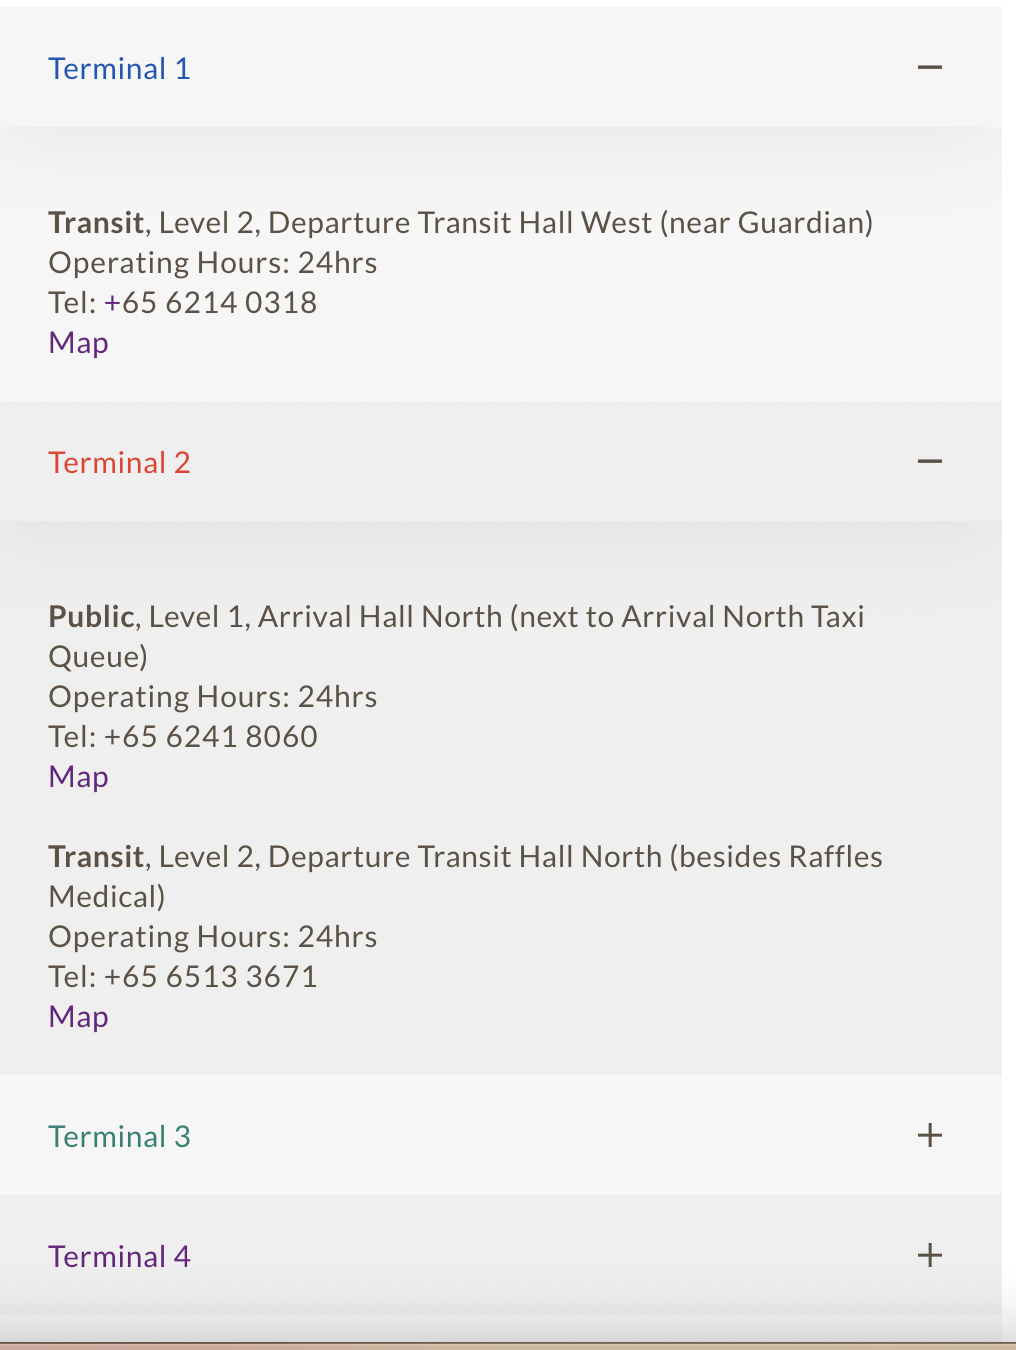 Terminal 1
Transit, Level 2, Departure Transit Hall West (near Guardian)
Operating Hours: 24hrs
Tel: +65 6214 0318
Map
Terminal 2
Public, Level 1, Arrival Hall North (next to Arrival North Taxi
Queue)
Operating Hours: 24hrs
Tel: +65 6241 8060
Map
Transit, Level 2, Departure Transit Hall North (besides Raffles
Medical)
Operating Hours: 24hrs
Tel: +65 6513 3671
Map
Terminal 3
Terminal 4